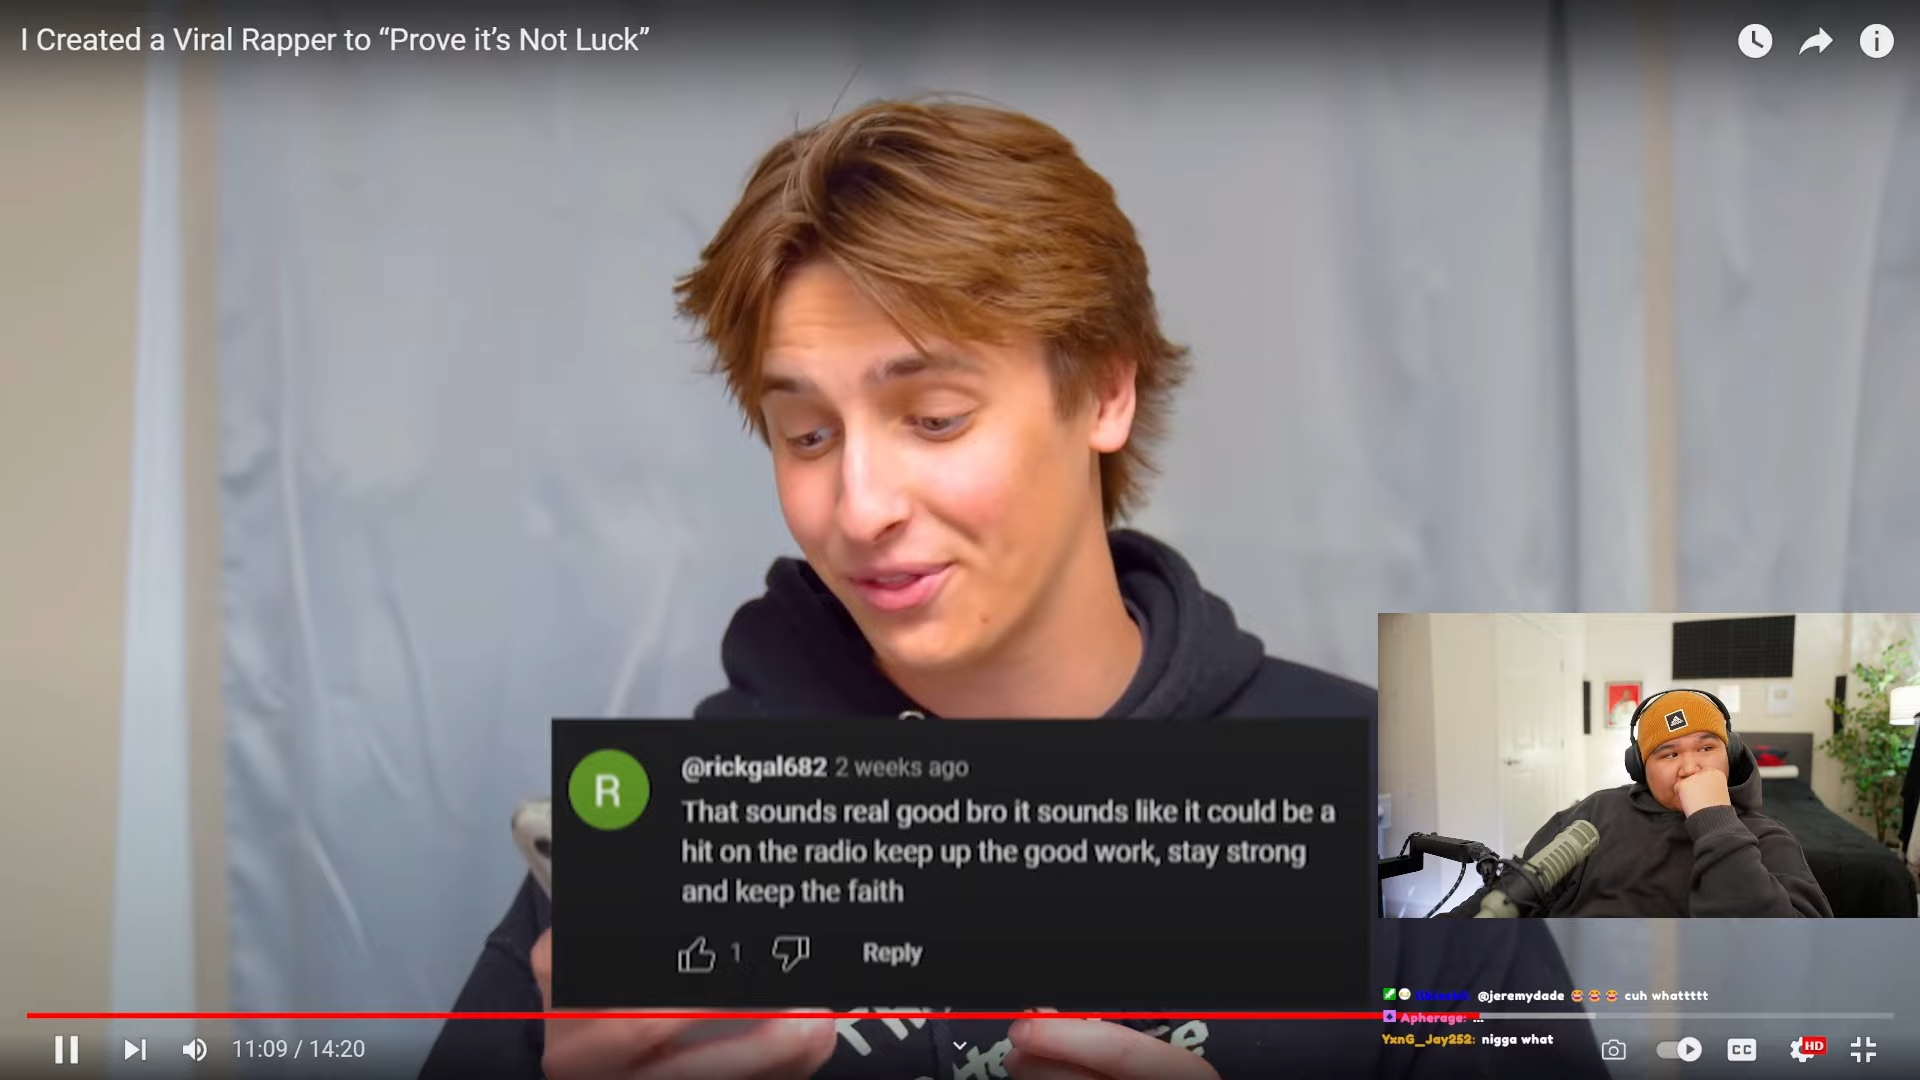 I Created a Viral Rapper to “Prove it’s Not Luck”
R
@rickgal682 2 weeks ago
That sounds real good bro it sounds like it could be a
hit on the radio keep up the good work, stay strong
and keep the faith
1
Reply
@jeremydade 😂 😂 😂 cuh whattttt
Apherage: ...
YxnG_Jay252: nigga what
11:09 / 14:20
CC
HD